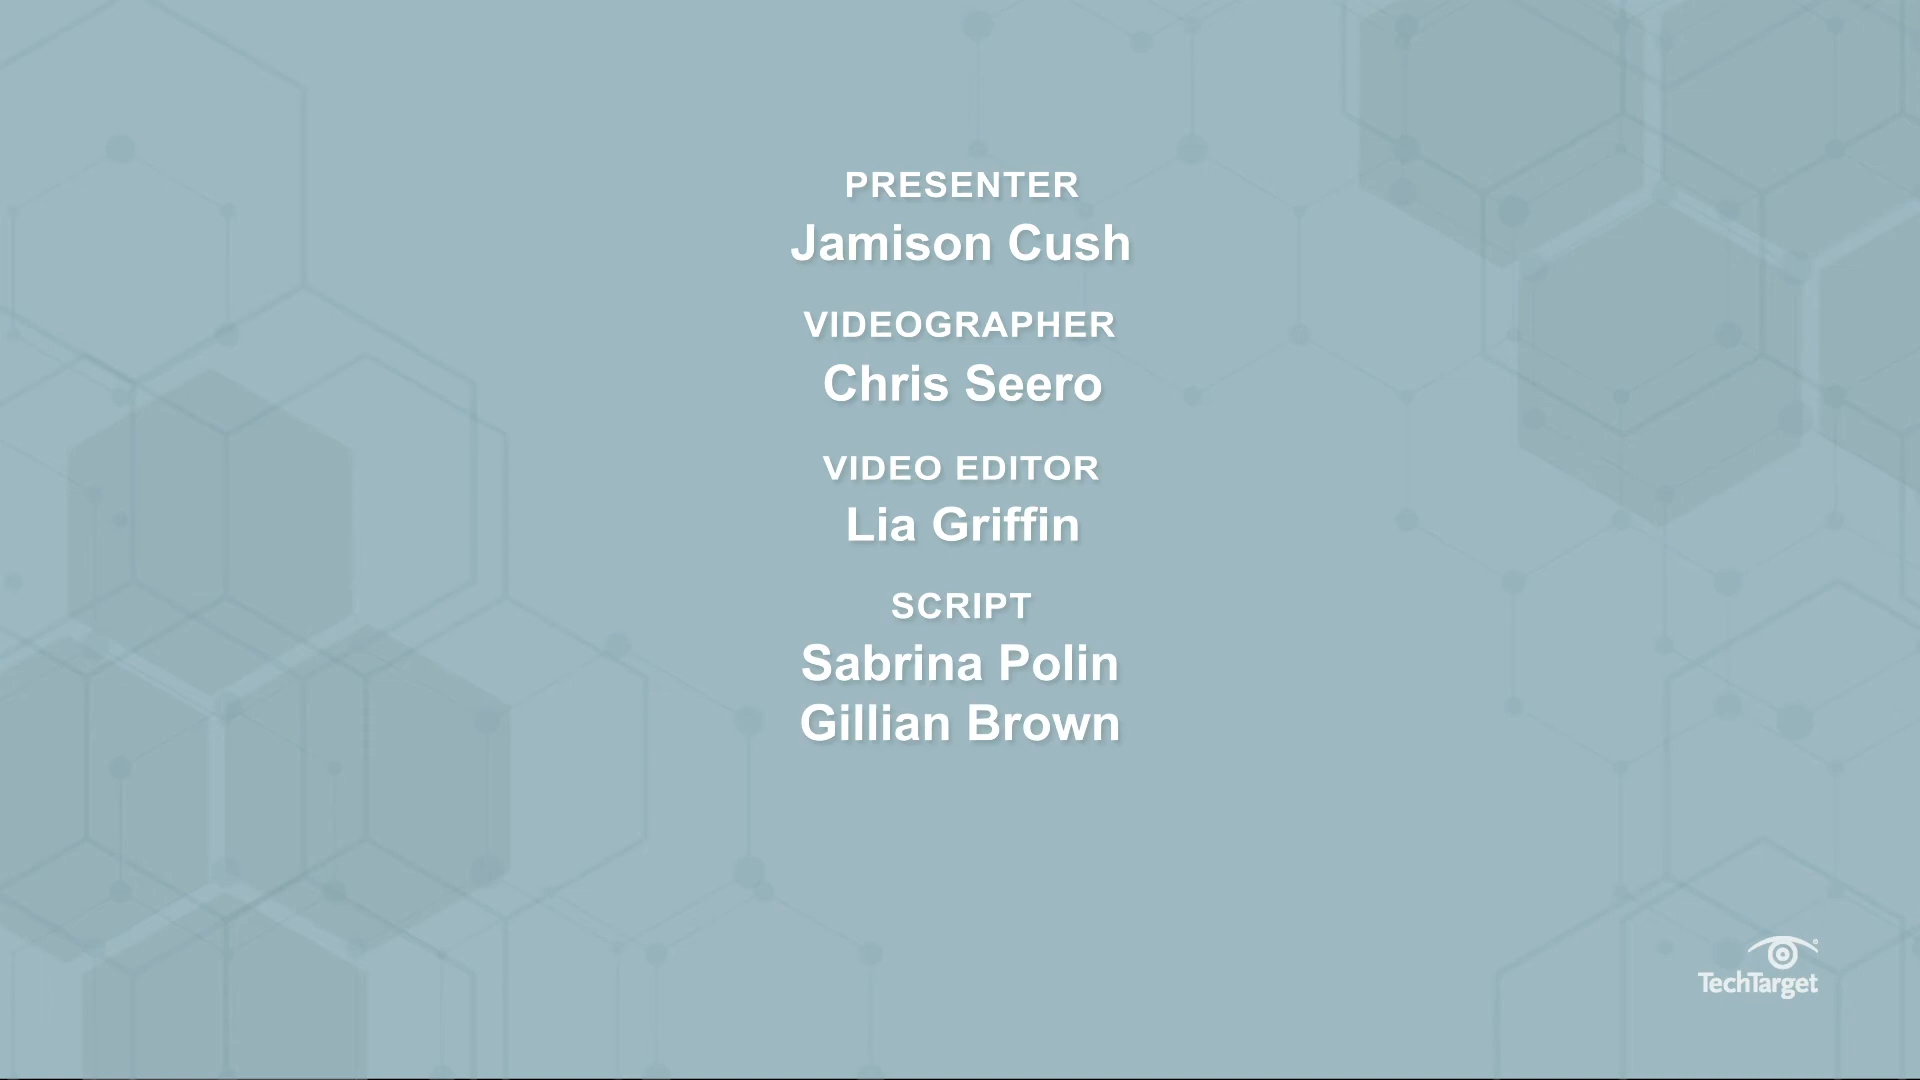 PRESENTER
Jamison Cush
VIDEOGRAPHER
Chris Seero
VIDEO EDITOR
Lia Griffin
SCRIPT
Sabrina Polin
Gillian Brown
TechTarget